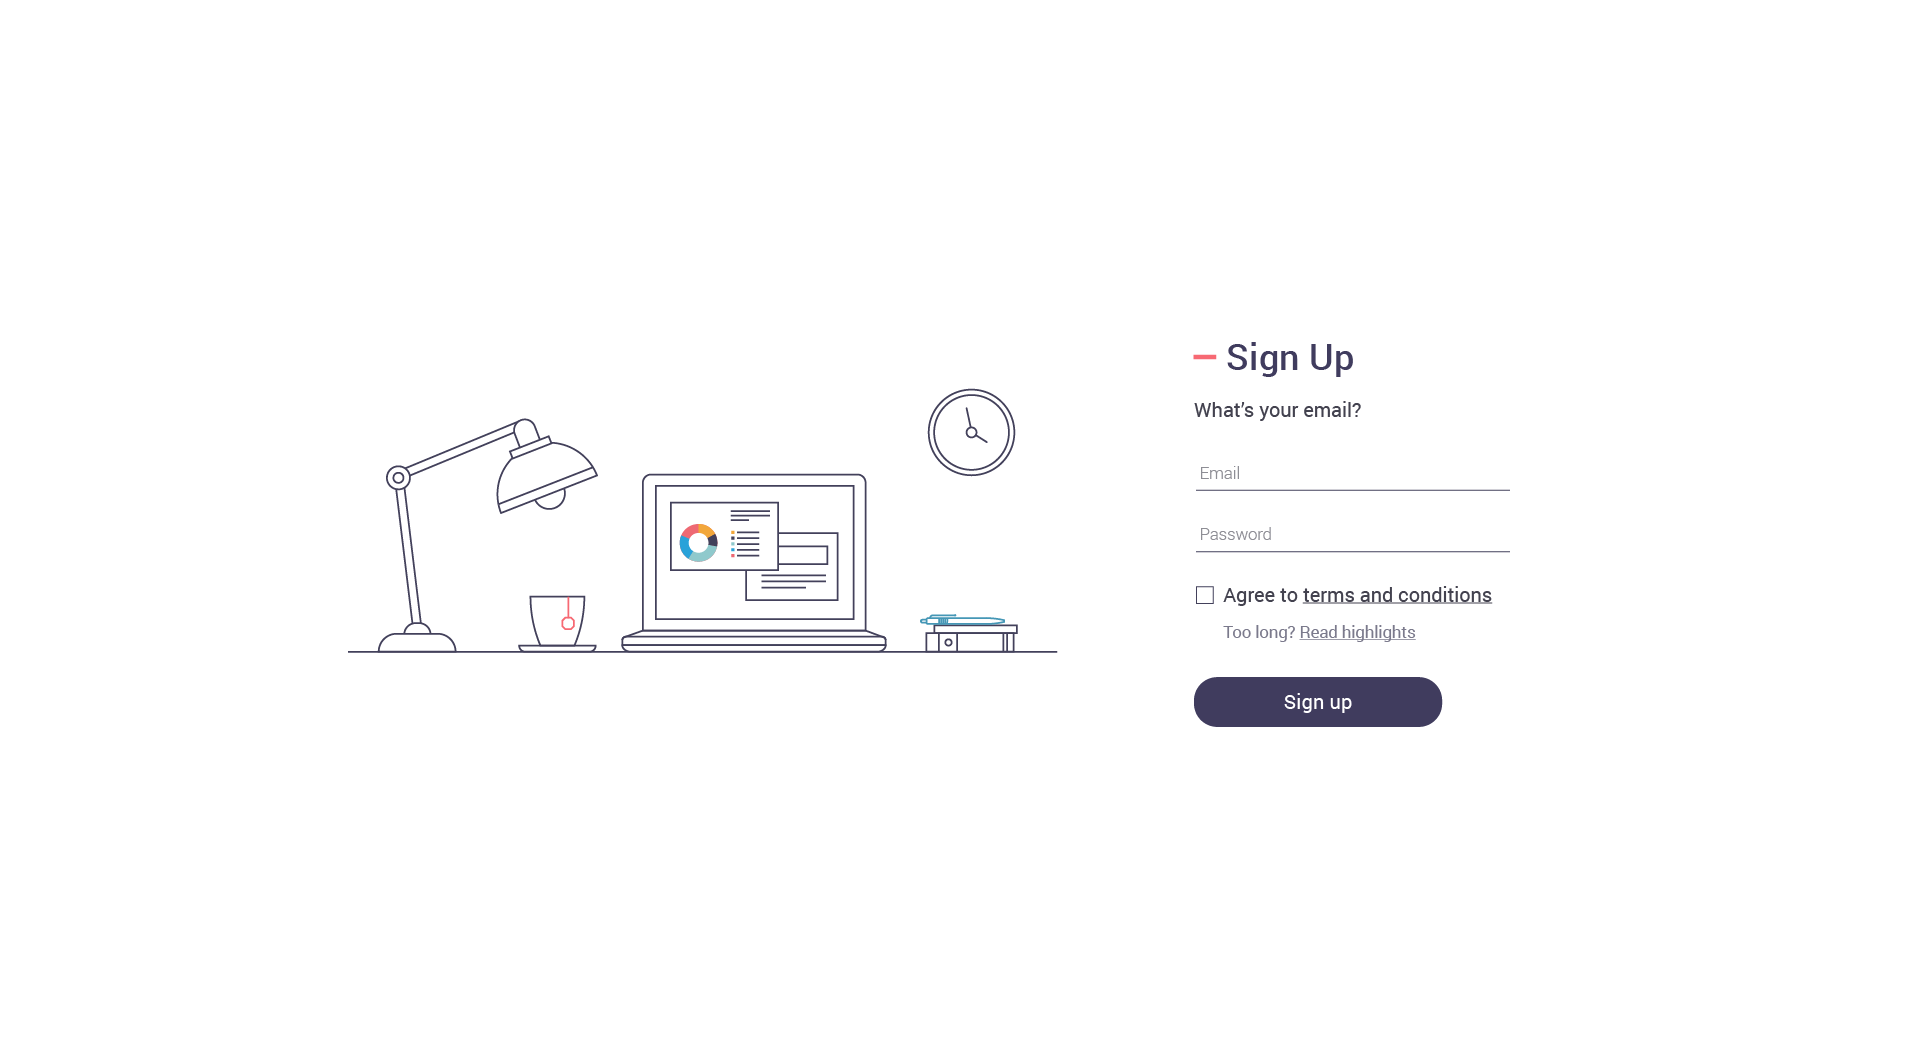 Sign Up
What's your email?
Email
Password
Agree to terms and conditions
Too long? Read highlights
Sign up